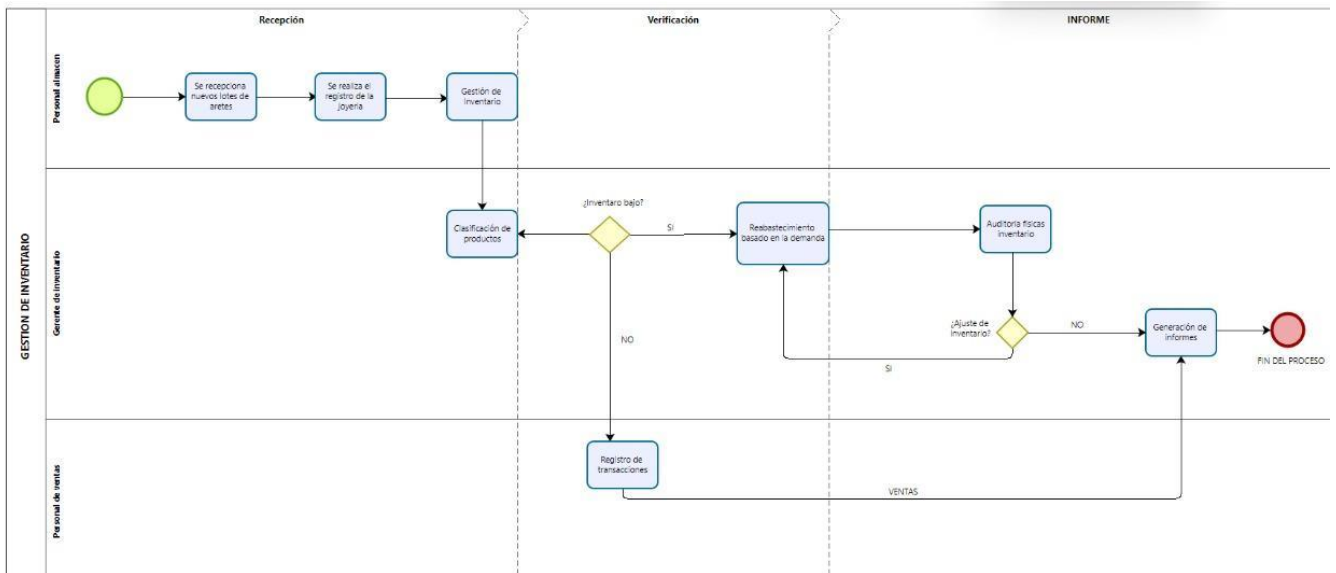 Recepción
Verificación
INFORME
GESTION DE INVENTARIO
Personal almacen
Se recepciona
nuevos lotes de
aretes
Se realiza el
registro de la
joyeria
Gestión de
inventario
Gerente de inventario
Clasificación de
productos
¿Inventaro bajo?
SI
NO
Reabastecimiento
basado en la demanda
Auditoria fisicas
inventario
¿Ajuste de
inventario?
NO
SI
Generación de
informes
FIN DEL PROCESO
Personal de ventas
Registro de
transacciones
VENTAS